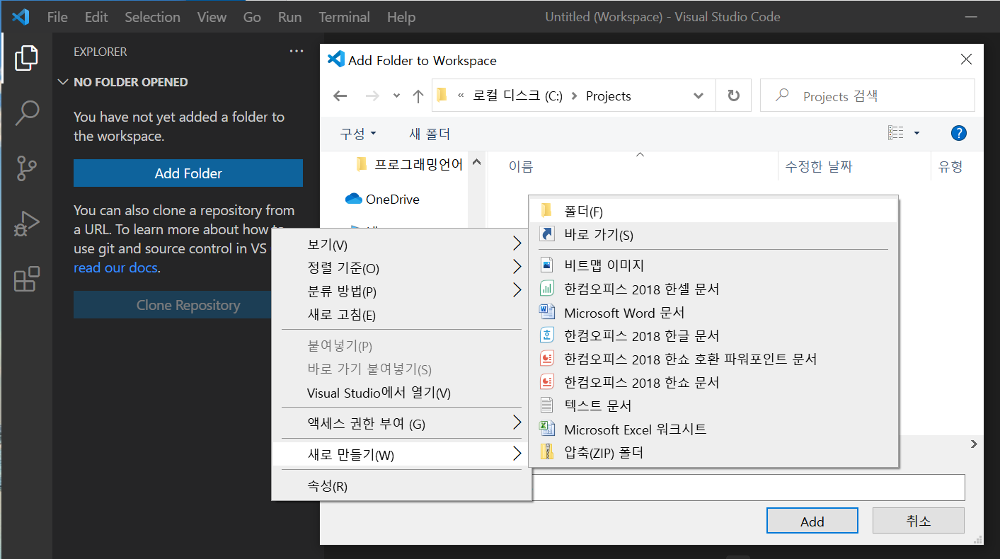 File Edit Selection View Go Run Terminal Help Untitled (Workspace) - Visual Studio Code
EXPLORER
NO FOLDER OPENED
You have not yet added a folder to
the workspace.
Add Folder
You can also clone a repository from
a URL. To learn more about how to
use git and source control in VS
read our docs.
Clone Repository
Add Folder to Workspace
« 로컬 디스크 (C:) > Projects
Projects 검색
구성 새 폴더
프로그래밍언어
OneDrive
이름 수정한 날짜 유형
보기(V)
정렬 기준(O)
분류 방법(P)
새로 고침(E)
붙여넣기(P)
바로 가기 붙여넣기(S)
Visual Studio에서 열기(V)
액세스 권한 부여 (G)
새로 만들기(W)
속성(R)
폴더(F)
바로 가기(S)
비트맵 이미지
한컴오피스 2018 한셀 문서
Microsoft Word 문서
한컴오피스 2018 한글 문서
한컴오피스 2018 한쇼 호환 파워포인트 문서
한컴오피스 2018 한쇼 문서
텍스트 문서
Microsoft Excel 워크시트
압축(ZIP) 폴더
Add 취소